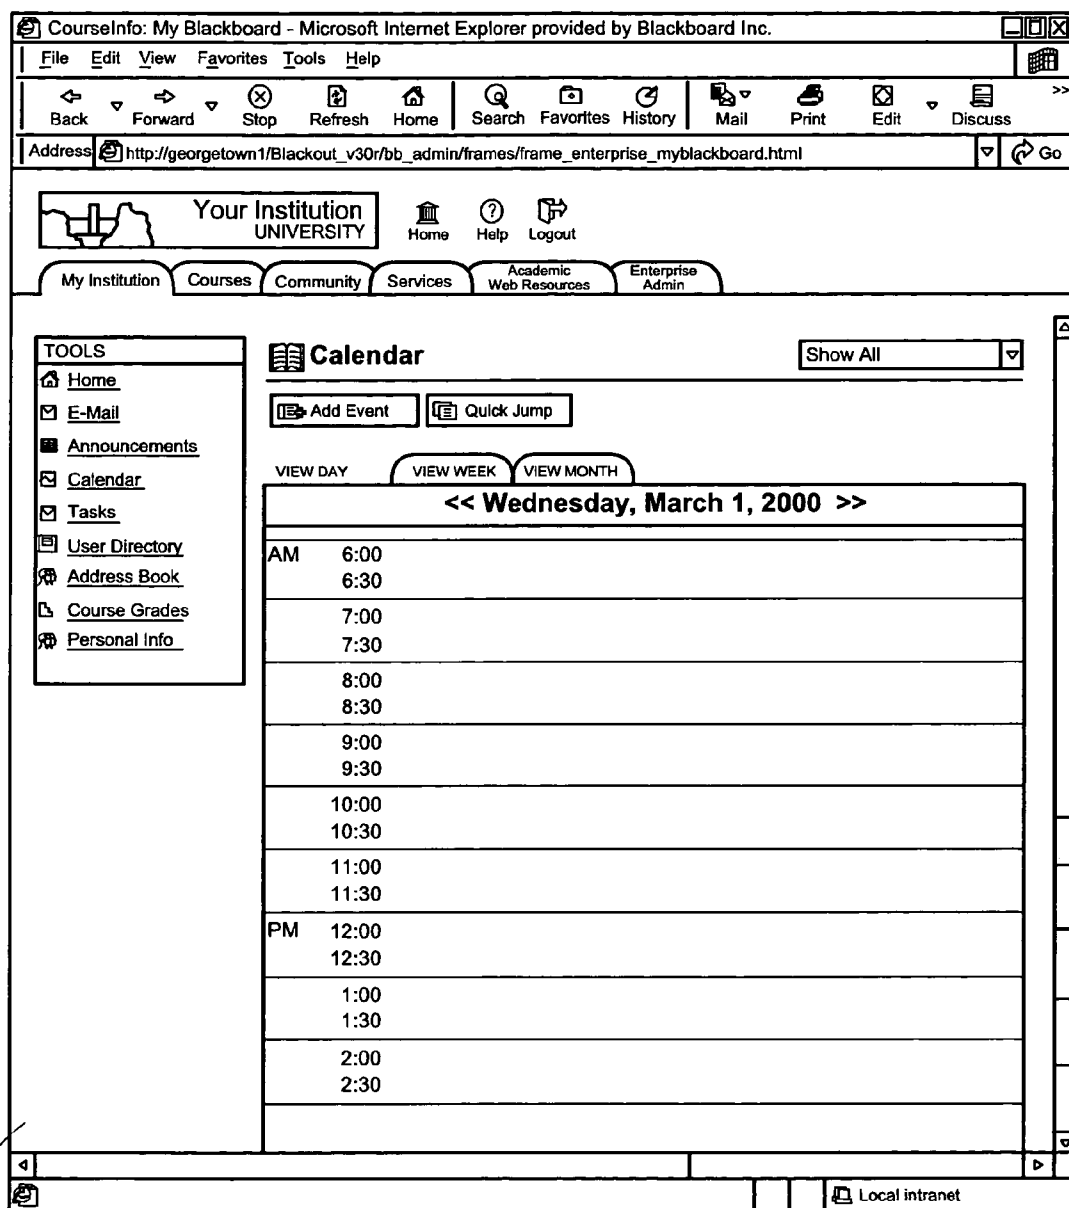 CourseInfo: My Blackboard - Microsoft Internet Explorer provided by Blackboard Inc.
File Edit View Favorites Tools Help
Back Forward Stop Refresh Home Search Favorites History Mail Print Edit Discuss >>
Address http://georgetown1/Blackout_v30r/bb_admin/frames/frame_enterprise_myblackboard.html Go
Your Institution
UNIVERSITY
Home Help Logout
My Institution Courses Community Services Academic Web Resources Enterprise Admin
TOOLS
Home
E-Mail
Announcements
Calendar
Tasks
User Directory
Address Book
Course Grades
Personal Info
Calendar Show All
Add Event Quick Jump
VIEW DAY VIEW WEEK VIEW MONTH
<< Wednesday, March 1, 2000 >>
AM 6:00
6:30
7:00
7:30
8:00
8:30
9:00
9:30
10:00
10:30
11:00
11:30
PM 12:00
12:30
1:00
1:30
2:00
2:30
Local intranet